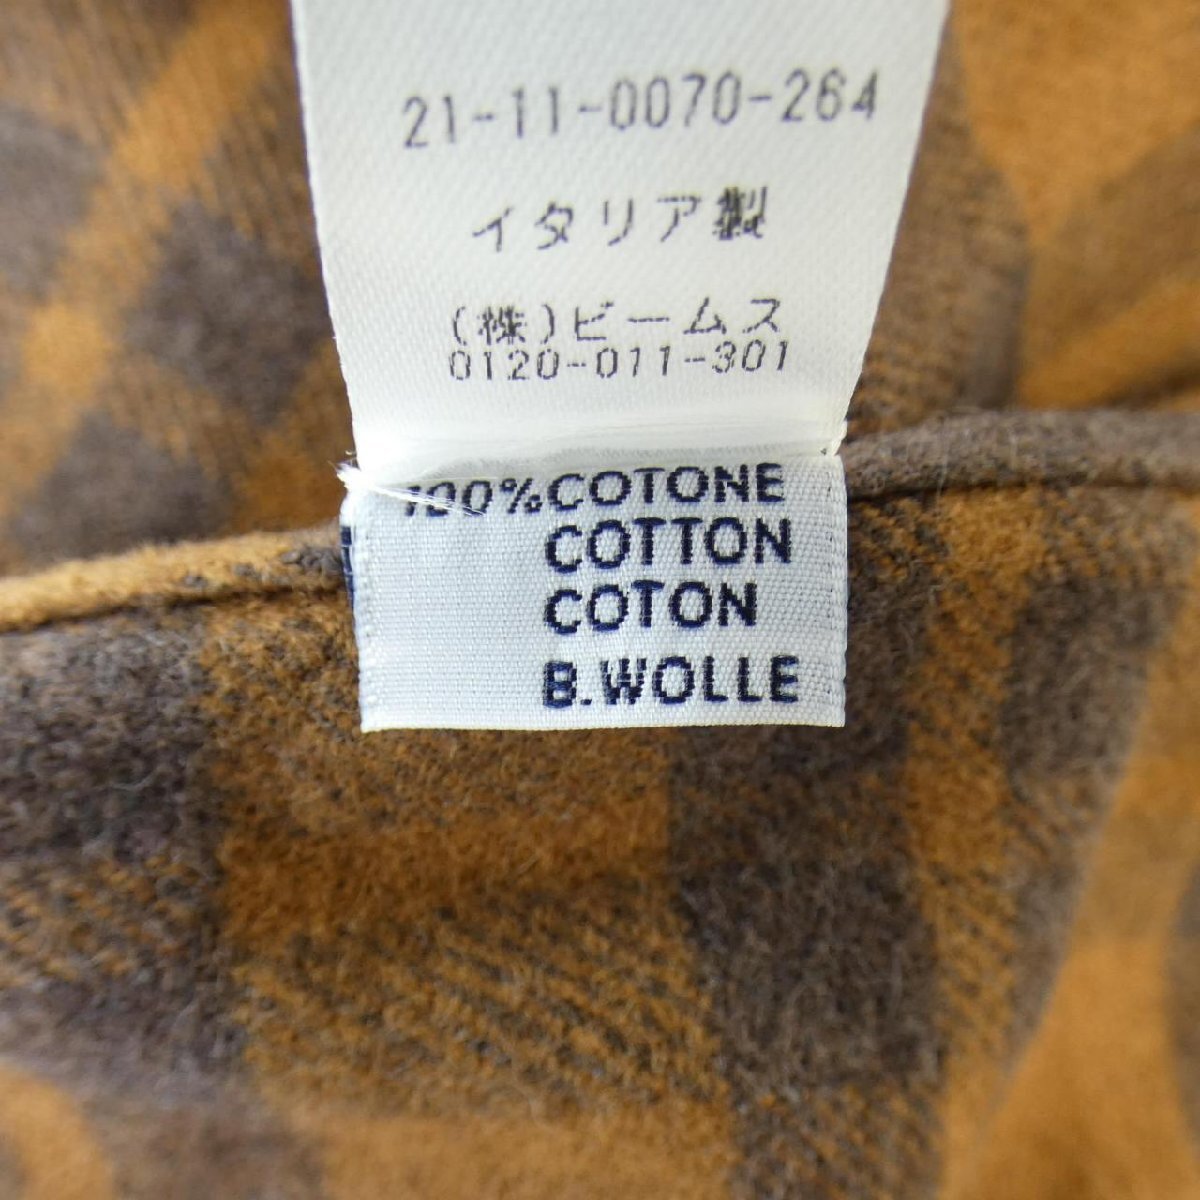 21-11-0070-264
イタリア製
(株)ビームス
0120-011-301
100%COTONE
COTTON
COTON
B.WOLLE